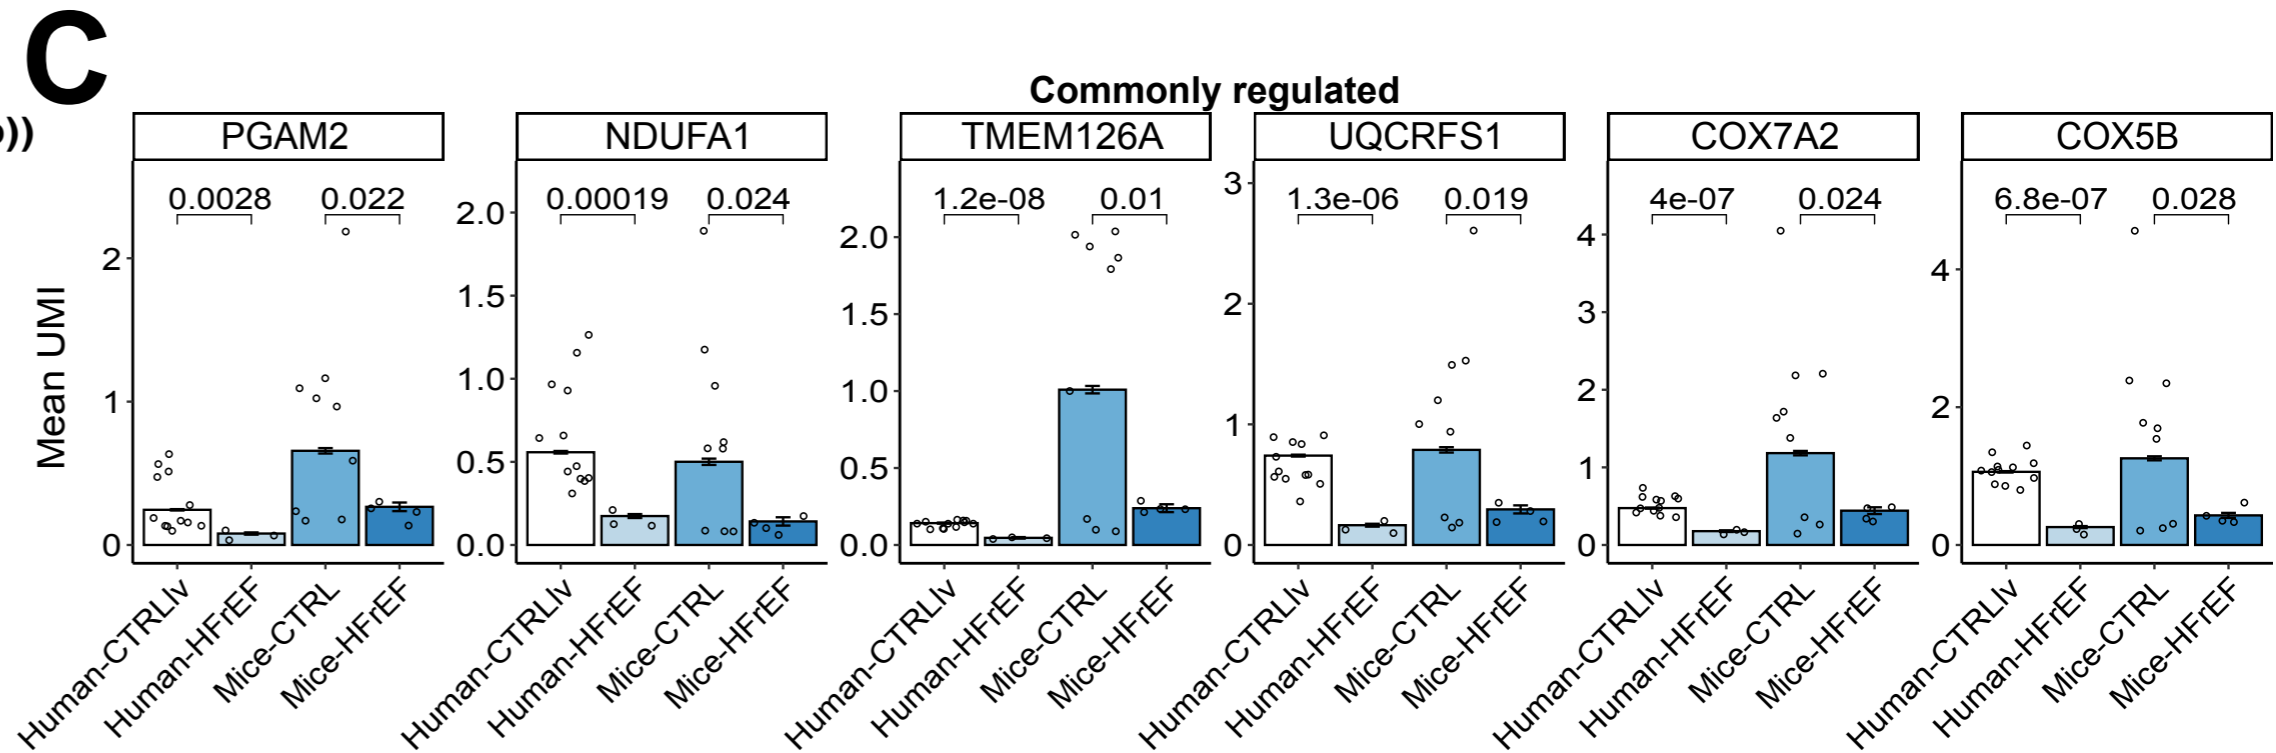 C
Commonly regulated
))
PGAM2 NDUFA1 TMEM126A UQCRFS1 COX7A2 COX5B
0.0028 0.022 0.00019 0.024 1.2e-08 0.01 1.3e-06 0.019 4e-07 0.024 6.8e-07 0.028
Mean UMI
2
1
0
2.0
1.5
1.0
0.5
0.0
2.0
1.5
1.0
0.5
0.0
3
2
1
0
4
3
2
1
0
4
2
0
Human-CTRLlv Human-HFrEF Mice-CTRL Mice-HFrEF
Human-CTRLlv Human-HFrEF Mice-CTRL Mice-HFrEF
Human-CTRLlv Human-HFrEF Mice-CTRL Mice-HFrEF
Human-CTRLlv Human-HFrEF Mice-CTRL Mice-HFrEF
Human-CTRLlv Human-HFrEF Mice-CTRL Mice-HFrEF
Human-CTRLlv Human-HFrEF Mice-CTRL Mice-HFrEF